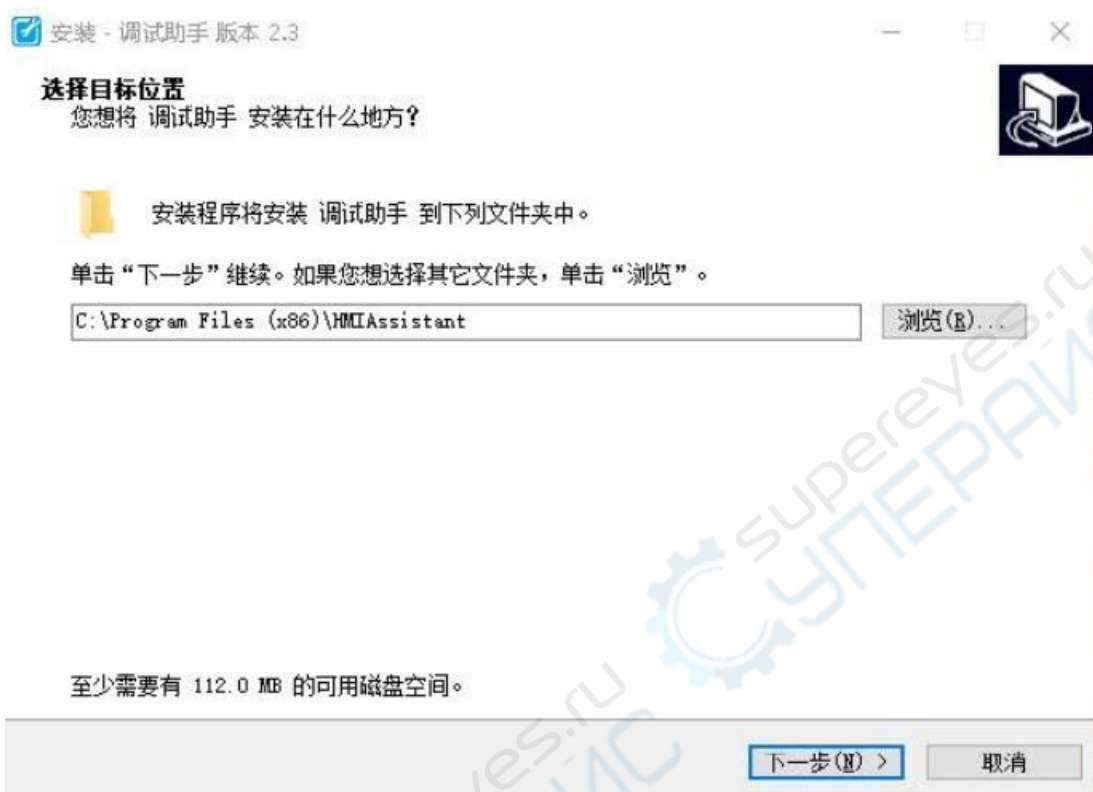 安装 - 调试助手 版本 2.3
选择目标位置
您想将 调试助手 安装在什么地方？
安装程序将安装 调试助手 到下列文件夹中。
单击“下一步”继续。如果您想选择其它文件夹，单击“浏览”。
C:\Program Files (x86)\HMIAssistant
浏览(R)...
至少需要有 112.0 MB 的可用磁盘空间。
下一步(N) >
取消
supereyes.ru
СУПЕРАЙС